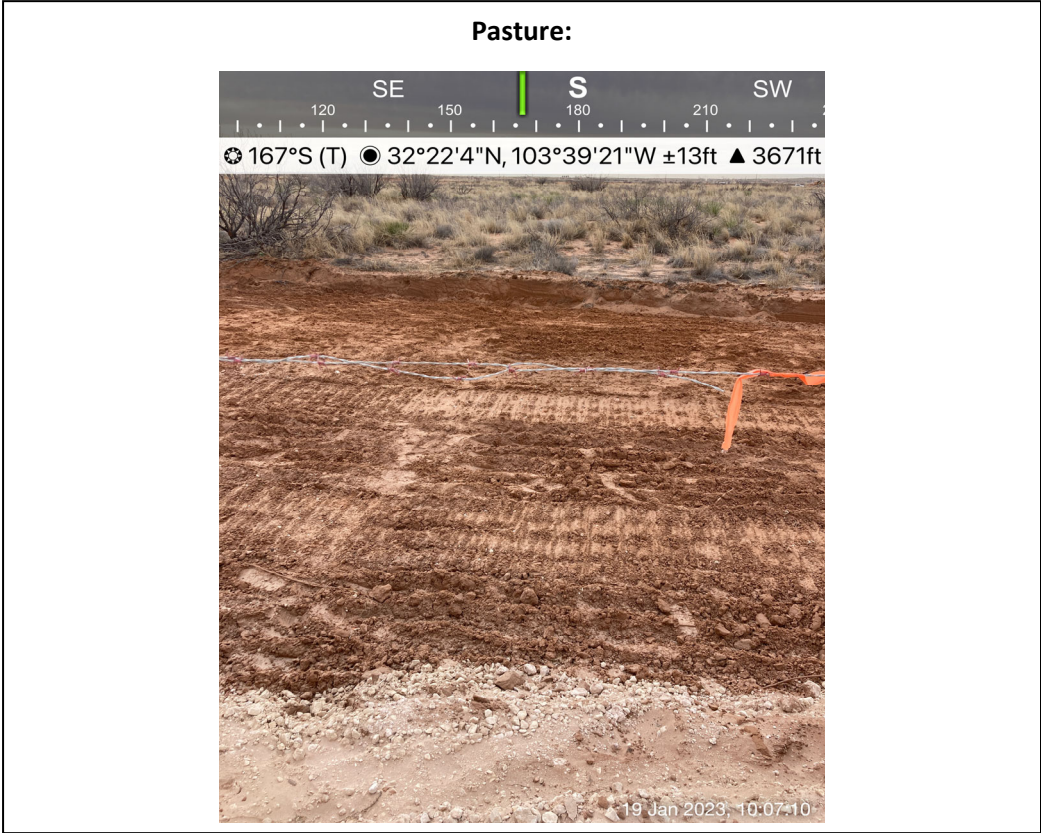 Pasture:
SE S SW
120 150 180 210
167°S (T) 32°22'4"N, 103°39'21"W ±13ft ▲ 3671ft
19 Jan 2023, 10:07:10